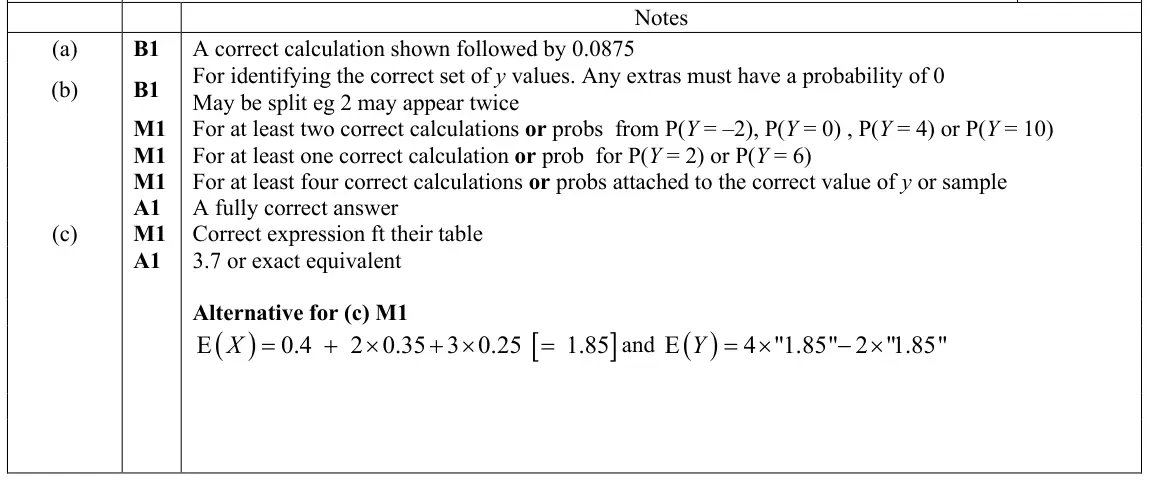 Notes
(a) B1 A correct calculation shown followed by 0.0875
(b) B1 For identifying the correct set of y values. Any extras must have a probability of 0
May be split eg 2 may appear twice
M1 For at least two correct calculations or probs from P(Y = –2), P(Y = 0) , P(Y = 4) or P(Y = 10)
M1 For at least one correct calculation or prob for P(Y = 2) or P(Y = 6)
M1 For at least four correct calculations or probs attached to the correct value of y or sample
A1 A fully correct answer
(c) M1 Correct expression ft their table
A1 3.7 or exact equivalent
Alternative for (c) M1
E(X) = 0.4 + 2×0.35+3×0.25 [= 1.85] and E(Y) = 4×"1.85"–2×"1.85"